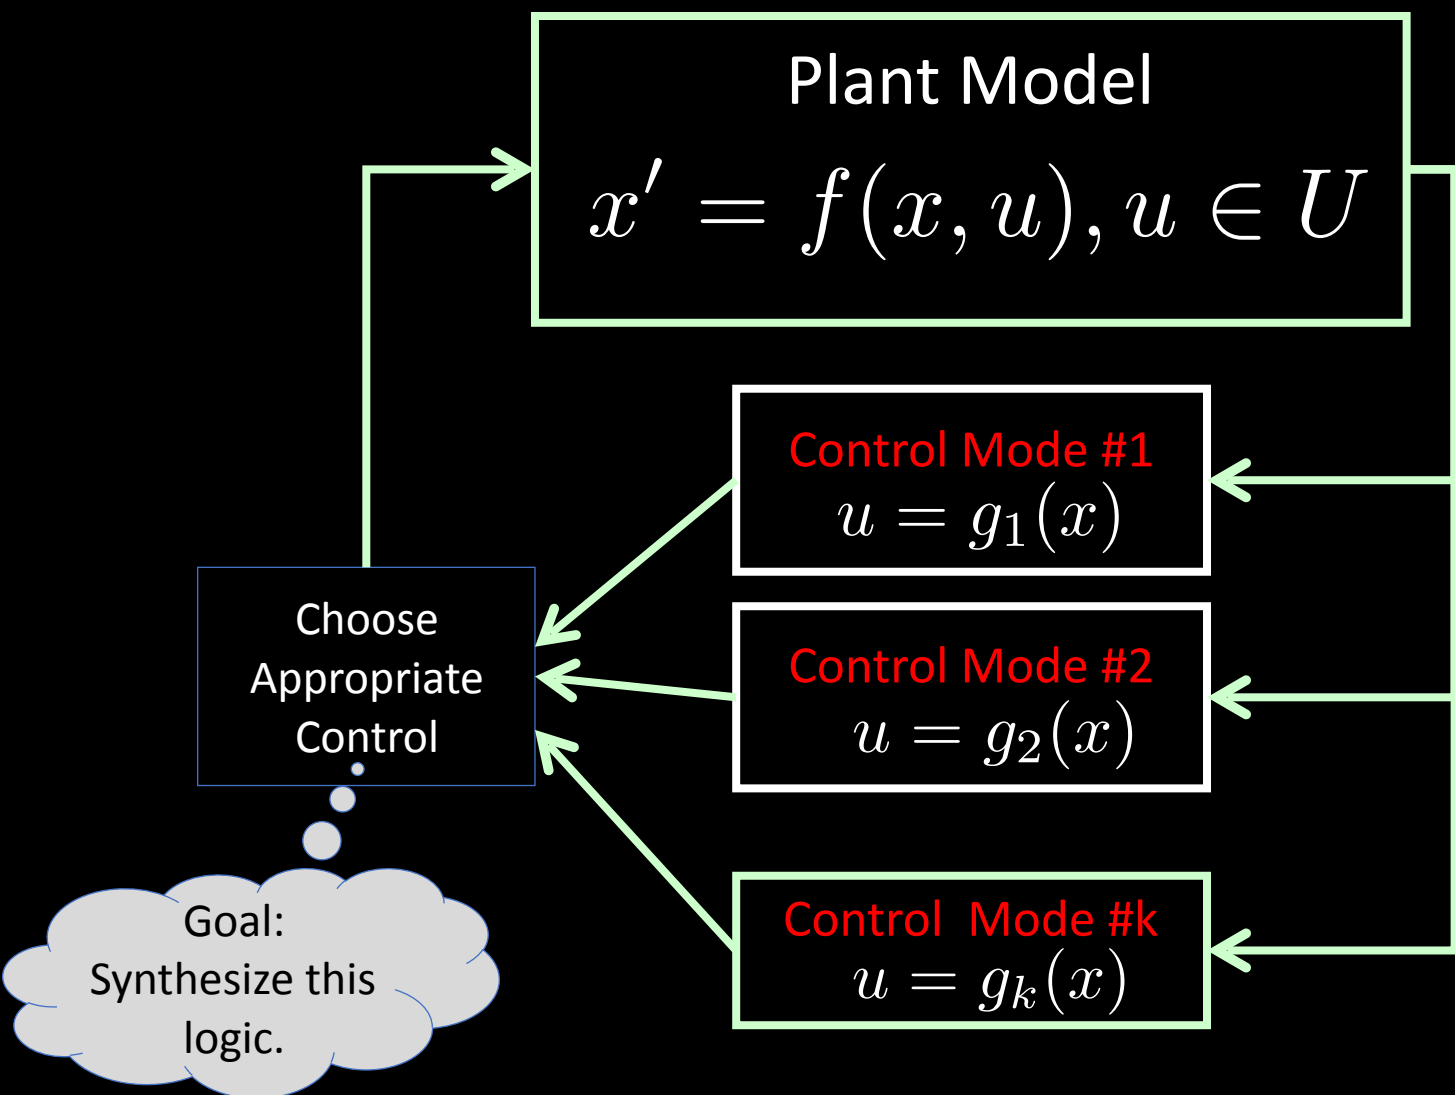 Plant Model
x′ = f(x, u), u ∈ U
Control Mode #1
u = g₁(x)
Choose
Appropriate
Control
Control Mode #2
u = g₂(x)
Control Mode #k
u = gₖ(x)
Goal:
Synthesize this
logic.